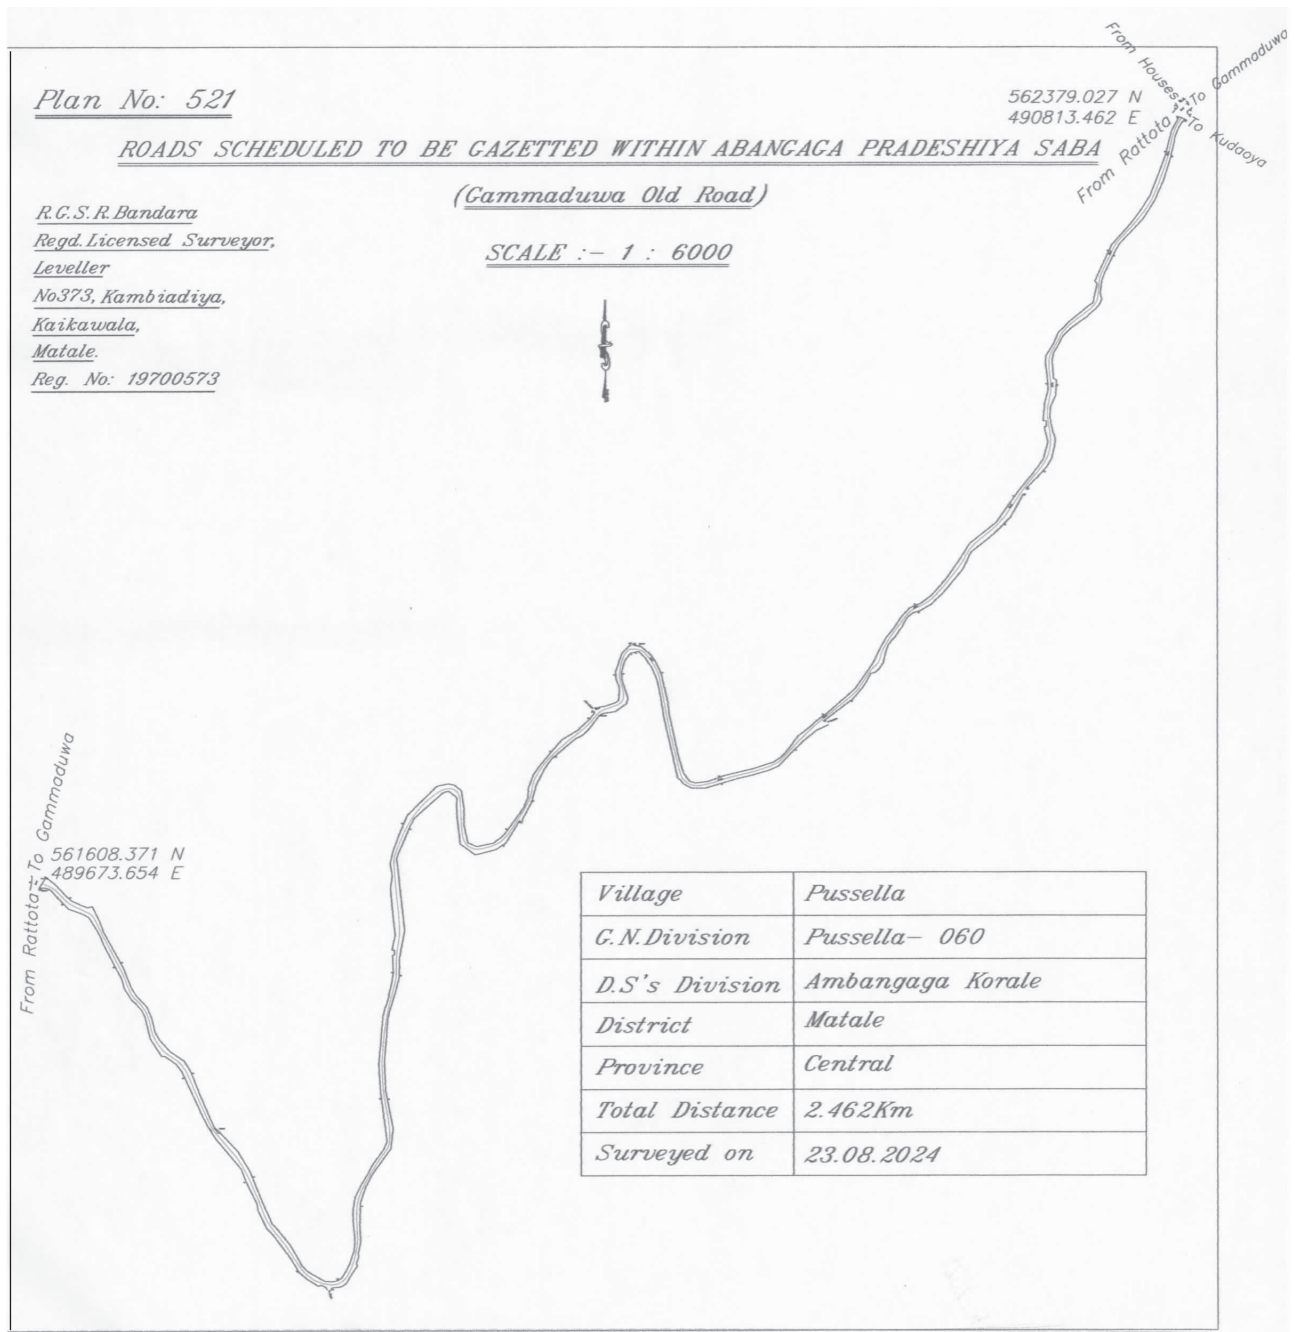 From Houses
To Gammaduwa
Plan No: 521
562379.027 N
490813.462 E
To Kudaoya
From Rattota
ROADS SCHEDULED TO BE GAZETTED WITHIN ABANGAGA PRADESHIYA SABA
(Gammaduwa Old Road)
R.G.S.R.Bandara
Regd.Licensed Surveyor,
Leveller
No373, Kambiadiya,
Kaikawala,
Matale.
Reg. No: 19700573
SCALE :- 1 : 6000
To Gammaduwa
561608.371 N
489673.654 E
From Rattota
Village Pussella
G.N.Division Pussella- 060
D.S's Division Ambangaga Korale
District Matale
Province Central
Total Distance 2.462Km
Surveyed on 23.08.2024